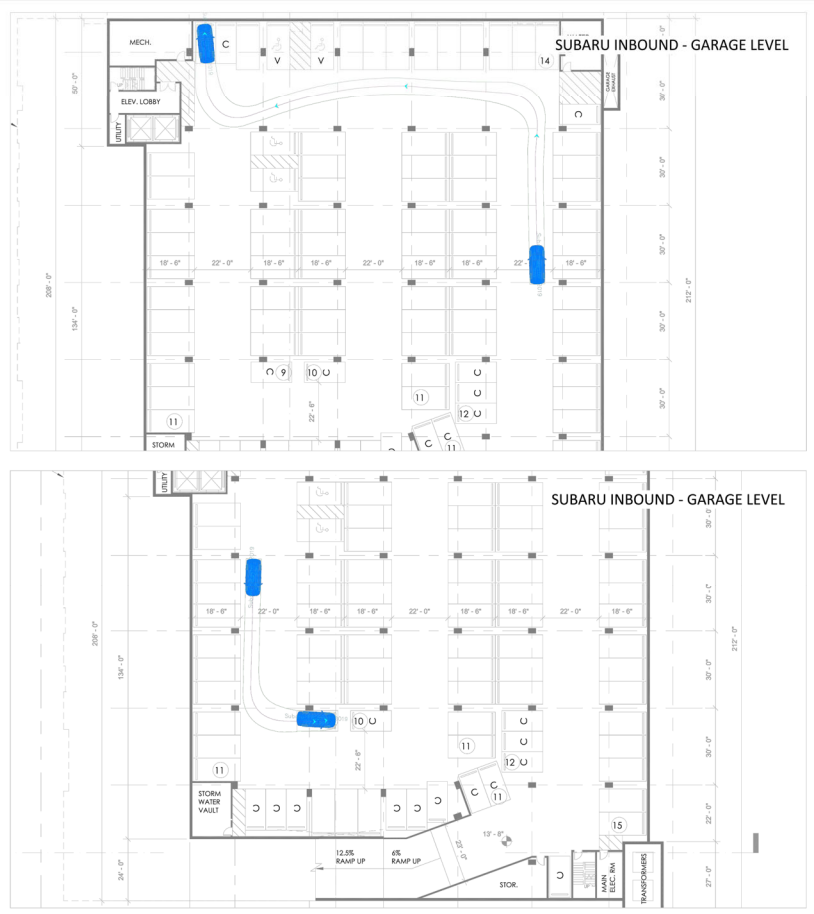 SUBARU INBOUND - GARAGE LEVEL
MECH.
C
V
V
14
GARAGE
EXHAUST
50' - 0"
36' - 0"
212' - 0"
ELEV. LOBBY
UTILITY
C
30' - 0"
30' - 0"
18' - 6"
22' - 0"
18' - 6"
18' - 6"
22' - 0"
18' - 6"
18' - 6"
22' -
18' - 6"
208' - 0"
134' - 0"
212' - 0"
30' - 0"
C
9
10
C
C
C
12
C
11
30' - 0"
22' - 6"
11
C
C
11
STORM
SUBARU INBOUND - GARAGE LEVEL
UTILITY
30' - 0"
30' - 0"
18' - 6"
22' - 0"
18' - 6"
18' - 6"
22' - 0"
18' - 6"
18' - 6"
22' - 0"
18' - 6"
208' - 0"
134' - 0"
212' - 0"
30' - 0"
10
C
C
C
12
C
11
30' - 0"
22' - 6"
11
STORM
WATER
VAULT
C
C
C
C
C
C
C
C
11
15
22' - 0"
13' - 8"
23' - 0"
12.5%
RAMP UP
6%
RAMP UP
24' - 0"
STOR.
C
MAIN
ELEC. RM
TRANSFORMERS
27' - 0"